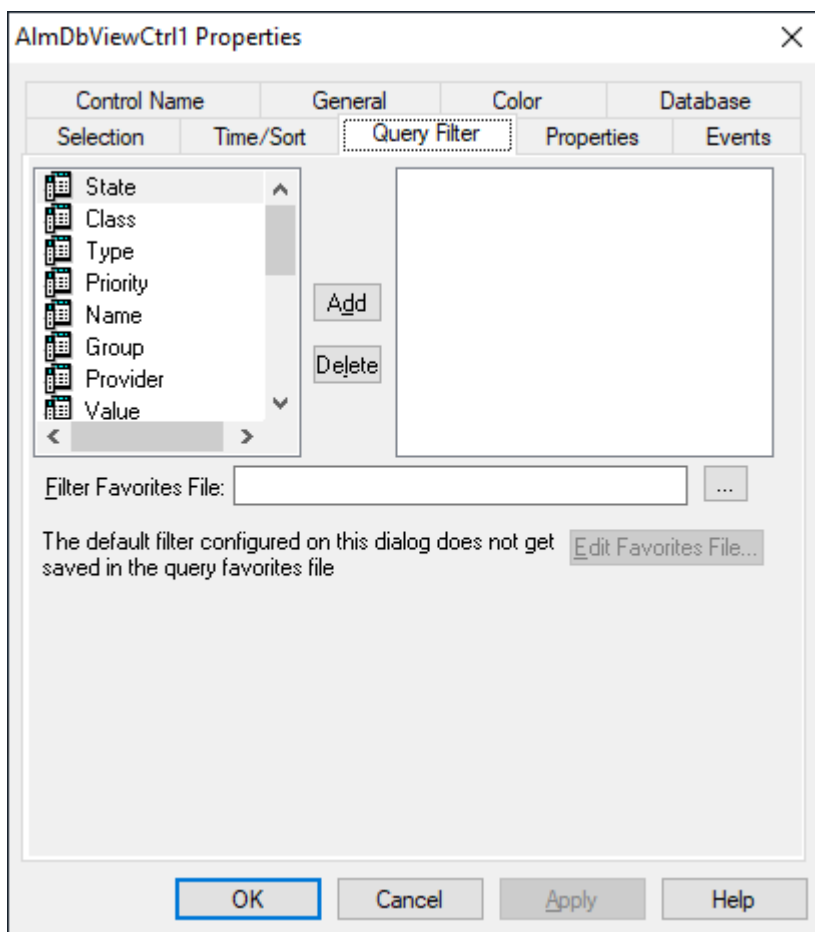 AlmDbViewCtrl1 Properties
Control Name General Color Database
Selection Time/Sort Query Filter Properties Events
State
Class
Type
Priority
Name
Group
Provider
Value
Add
Delete
Filter Favorites File: ...
The default filter configured on this dialog does not get
saved in the query favorites file
Edit Favorites File...
OK Cancel Apply Help